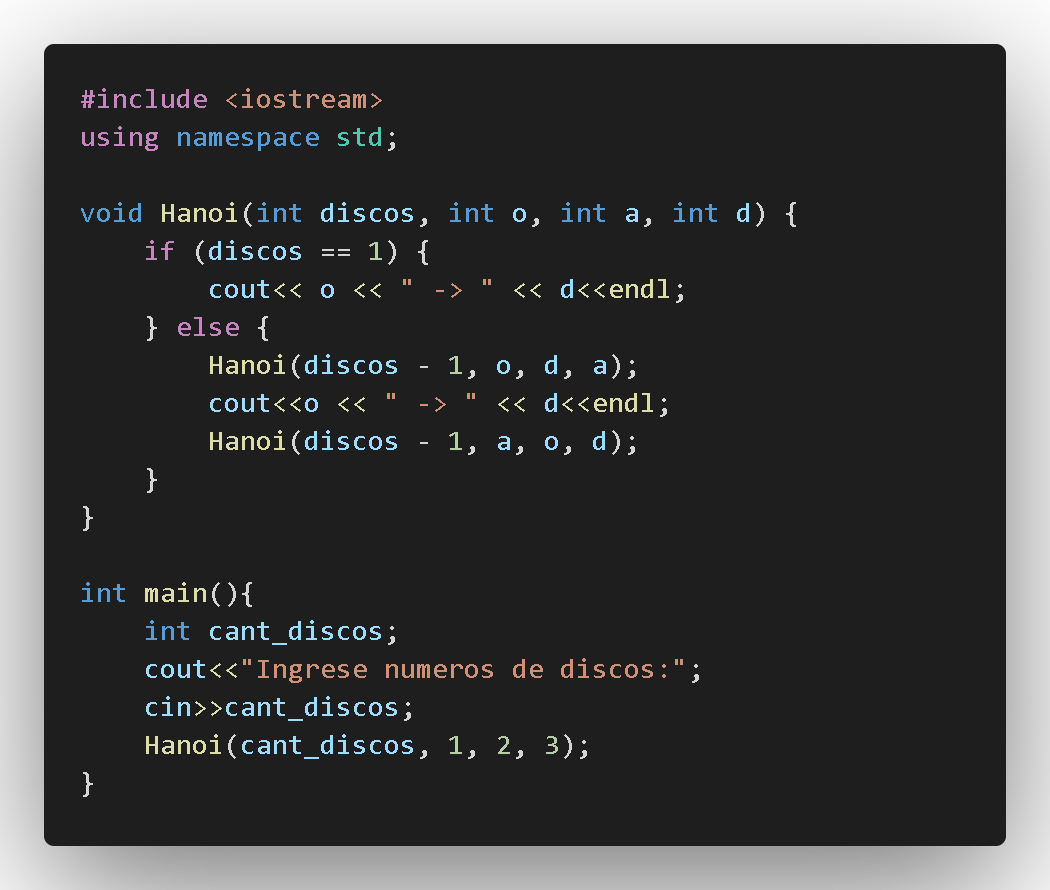 #include <iostream>
using namespace std;

void Hanoi(int discos, int o, int a, int d) {
    if (discos == 1) {
        cout<< o << " -> " << d<<endl;
    } else {
        Hanoi(discos - 1, o, d, a);
        cout<<o << " -> " << d<<endl;
        Hanoi(discos - 1, a, o, d);
    }
}

int main(){
    int cant_discos;
    cout<<"Ingrese numeros de discos:";
    cin>>cant_discos;
    Hanoi(cant_discos, 1, 2, 3);
}